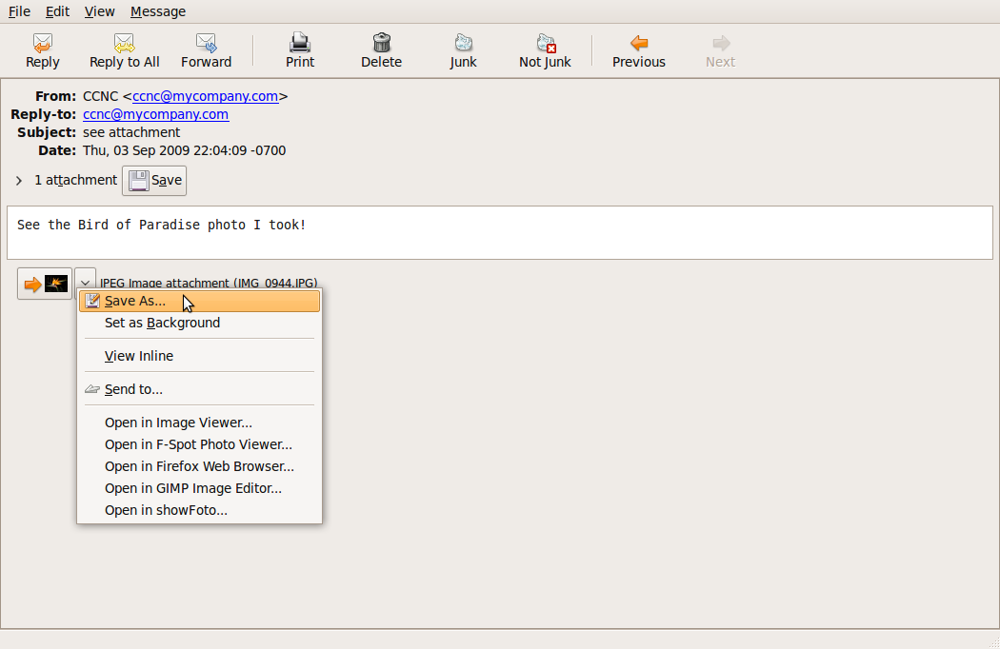 File Edit View Message
Reply Reply to All Forward Print Delete Junk Not Junk Previous Next
From: CCNC <ccnc@mycompany.com>
Reply-to: ccnc@mycompany.com
Subject: see attachment
Date: Thu, 03 Sep 2009 22:04:09 -0700
1 attachment Save
See the Bird of Paradise photo I took!
JPEG Image attachment (IMG_0944.JPG)
Save As...
Set as Background
View Inline
Send to...
Open in Image Viewer...
Open in F-Spot Photo Viewer...
Open in Firefox Web Browser...
Open in GIMP Image Editor...
Open in showFoto...